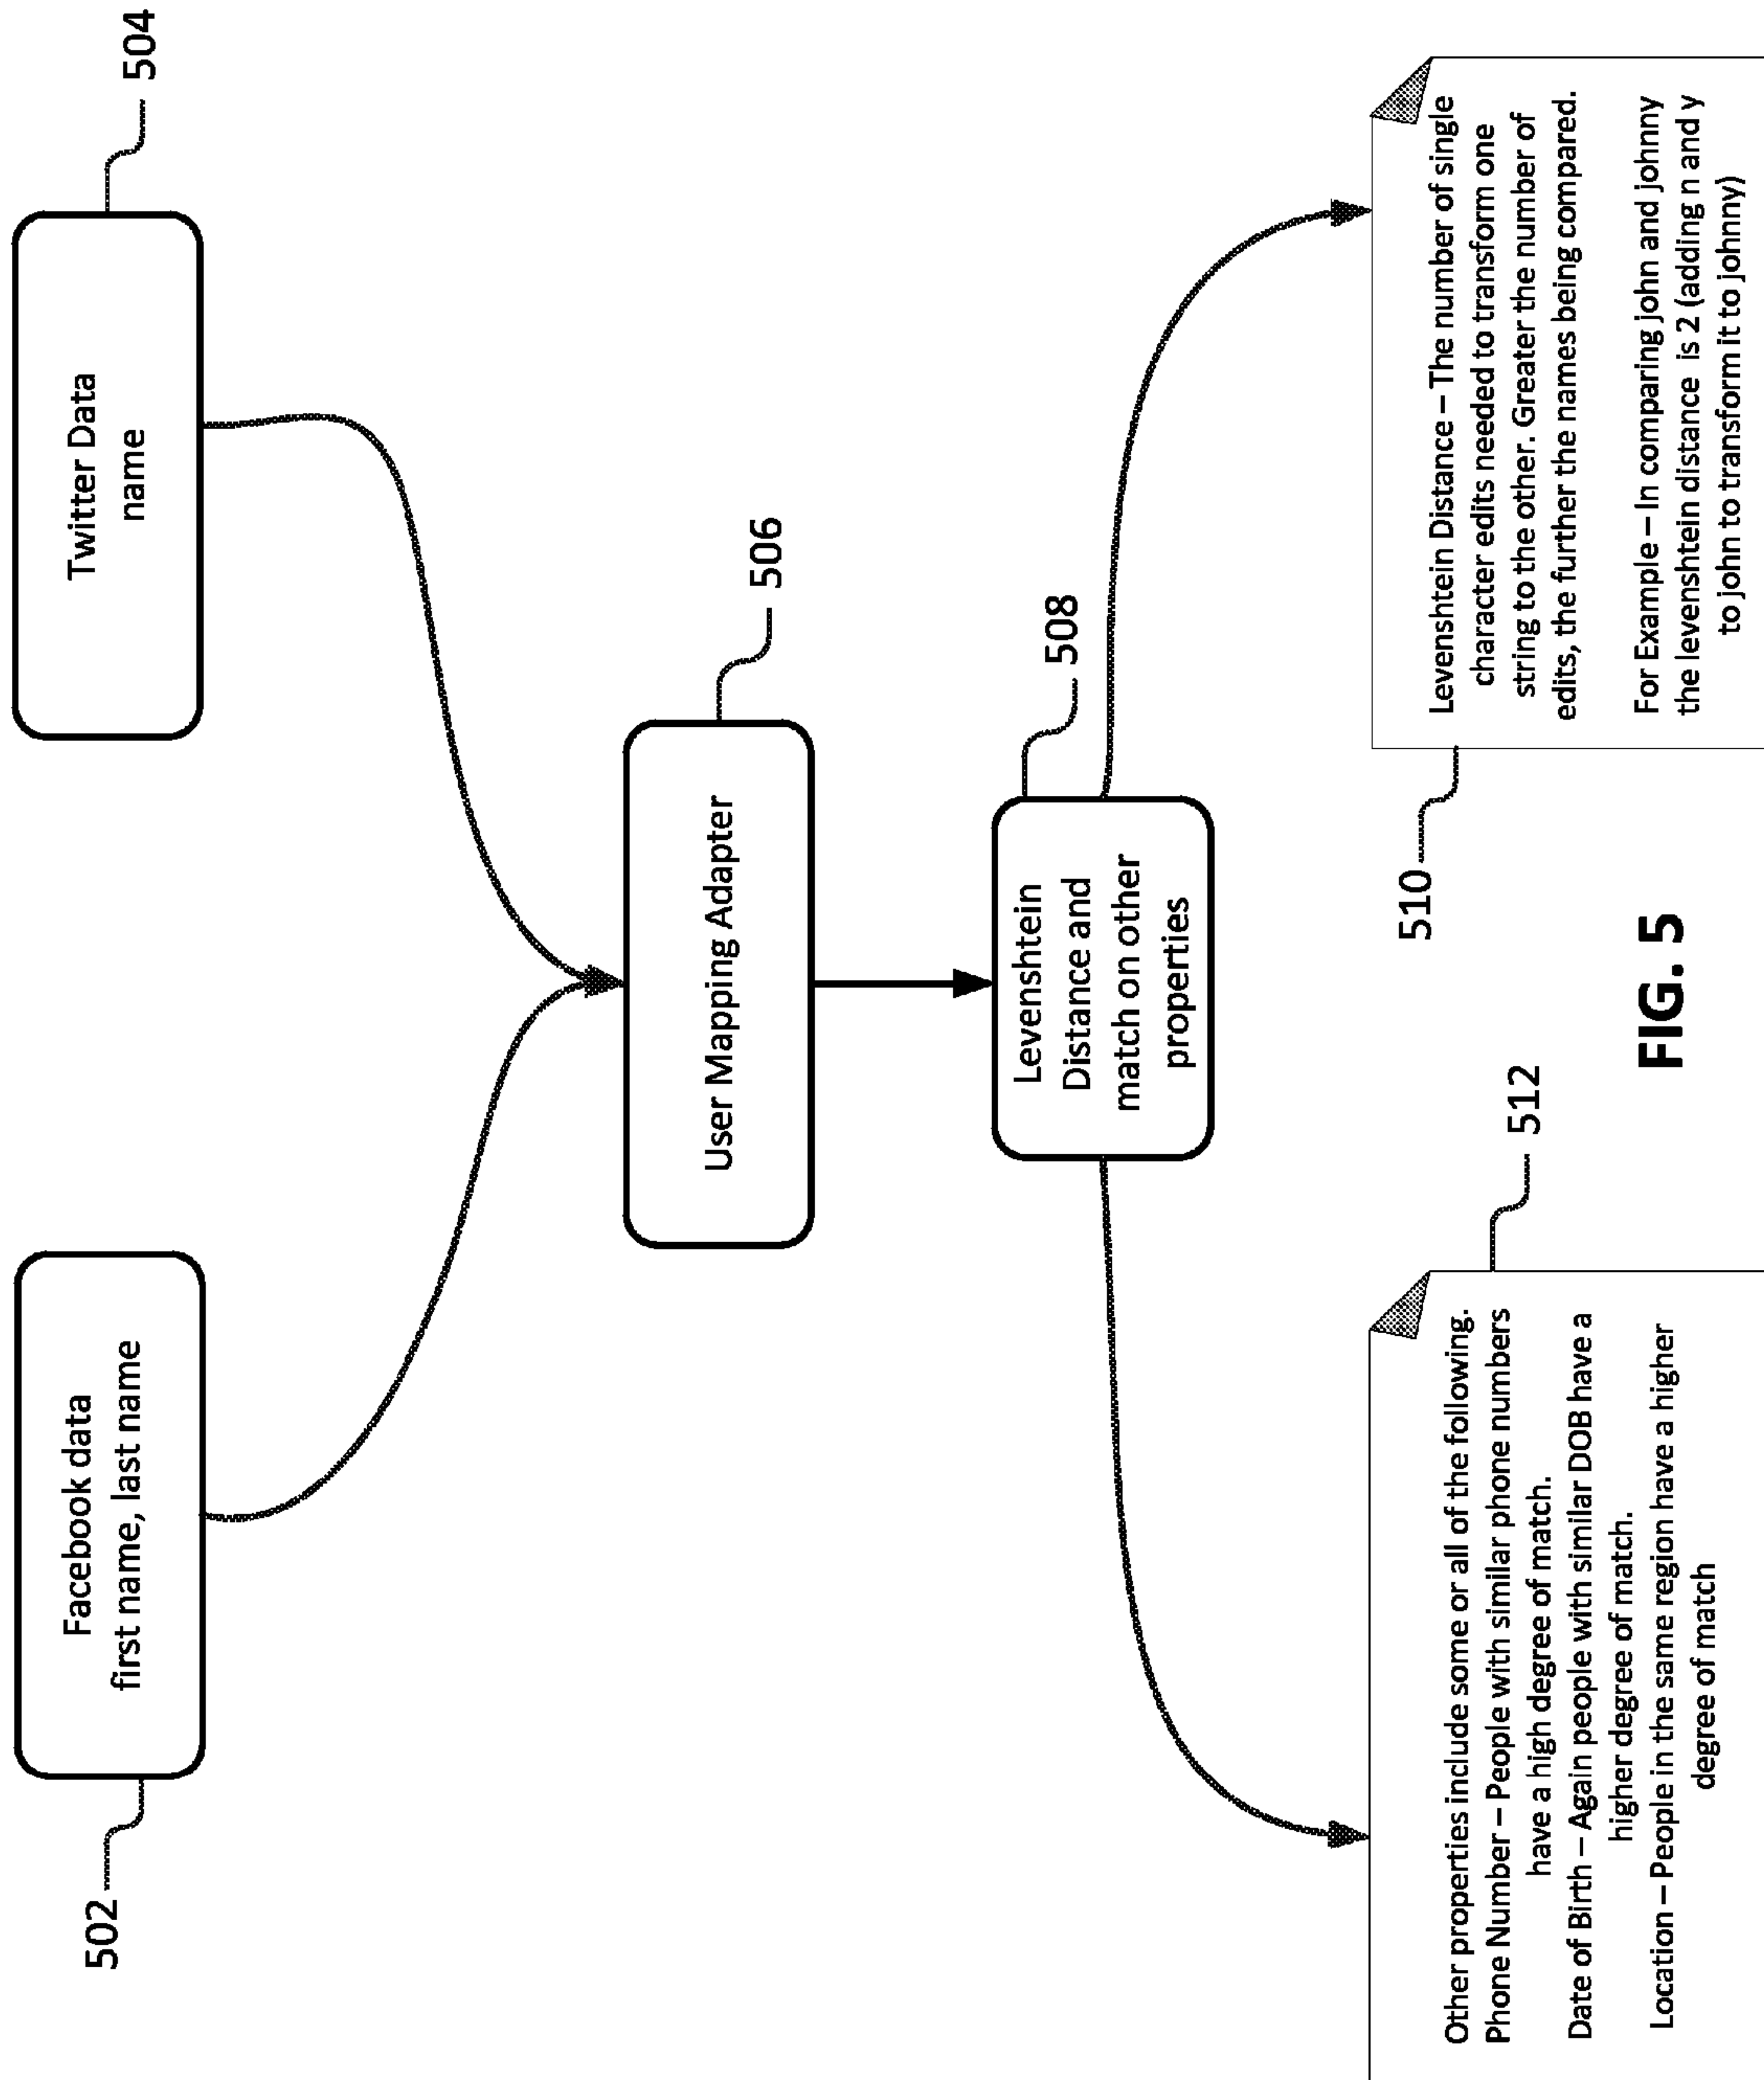 502
Facebook data
first name, last name
Twitter Data
name
504
User Mapping Adapter
506
Levenshtein
Distance and
match on other
properties
508
Other properties include some or all of the following.
Phone Number – People with similar phone numbers
have a high degree of match.
Date of Birth – Again people with similar DOB have a
higher degree of match.
Location – People in the same region have a higher
degree of match
512
510
Levenshtein Distance – The number of single
character edits needed to transform one
string to the other. Greater the number of
edits, the further the names being compared.
For Example – In comparing john and johnny
the levenshtein distance is 2 (adding n and y
to john to transform it to johnny)
FIG. 5